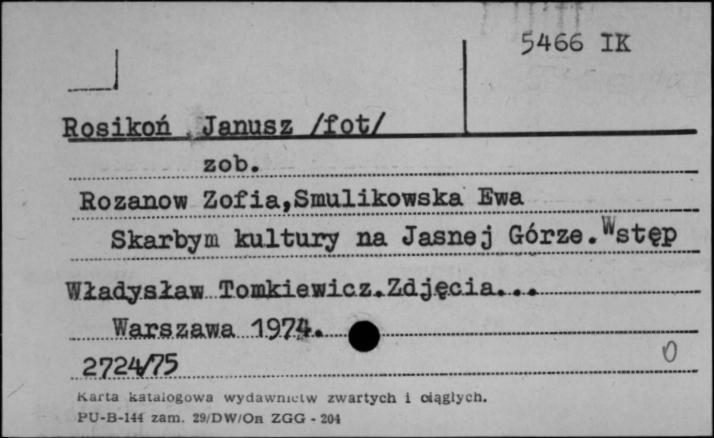 5466 IK
Rosikoń Janusz /fot/
zob.
Rozanow Zofia,Smulikowska Ewa
Skarbym kultury na Jasnej Górze.Wstęp
Władysław Tomkiewicz.Zdjęcia...
Warszawa 1974.
2724/75
0
Karta katalogowa wydawnictw zwartych i ciągłych.
PU-B-144 zam. 29/DW/On ZGG - 204